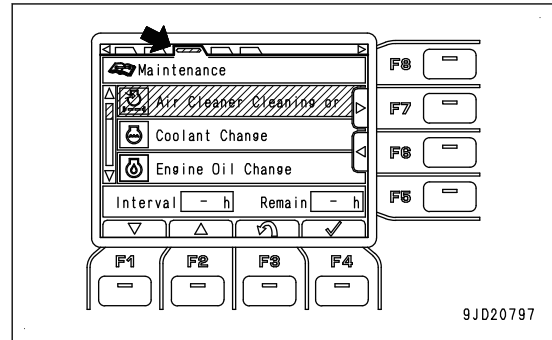 Maintenance
Air Cleaner Cleaning or
Coolant Change
Engine Oil Change
Interval - h Remain - h
F8
F7
F6
F5
F1 F2 F3 F4
9JD20797